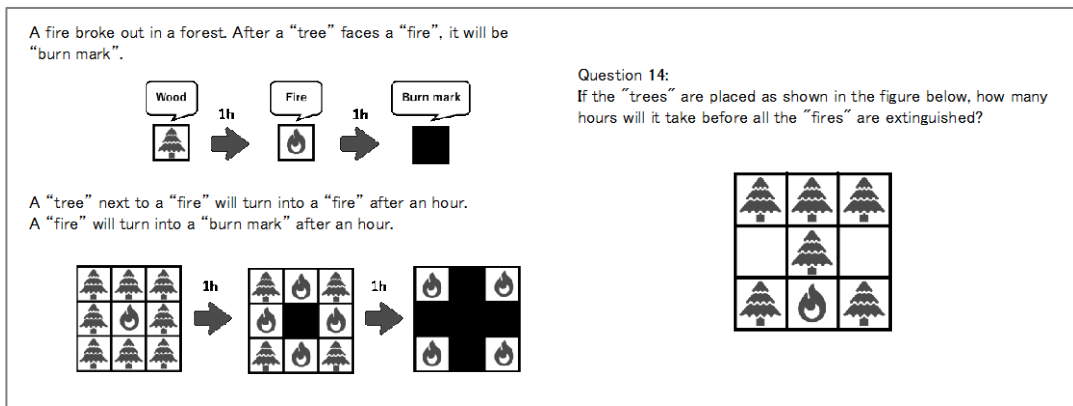 A fire broke out in a forest. After a “tree” faces a “fire”, it will be
“burn mark”.
Wood
1h
Fire
1h
Burn mark
A “tree” next to a “fire” will turn into a “fire” after an hour.
A “fire” will turn into a “burn mark” after an hour.
1h
1h
Question 14:
If the ”trees” are placed as shown in the figure below, how many
hours will it take before all the ”fires” are extinguished?